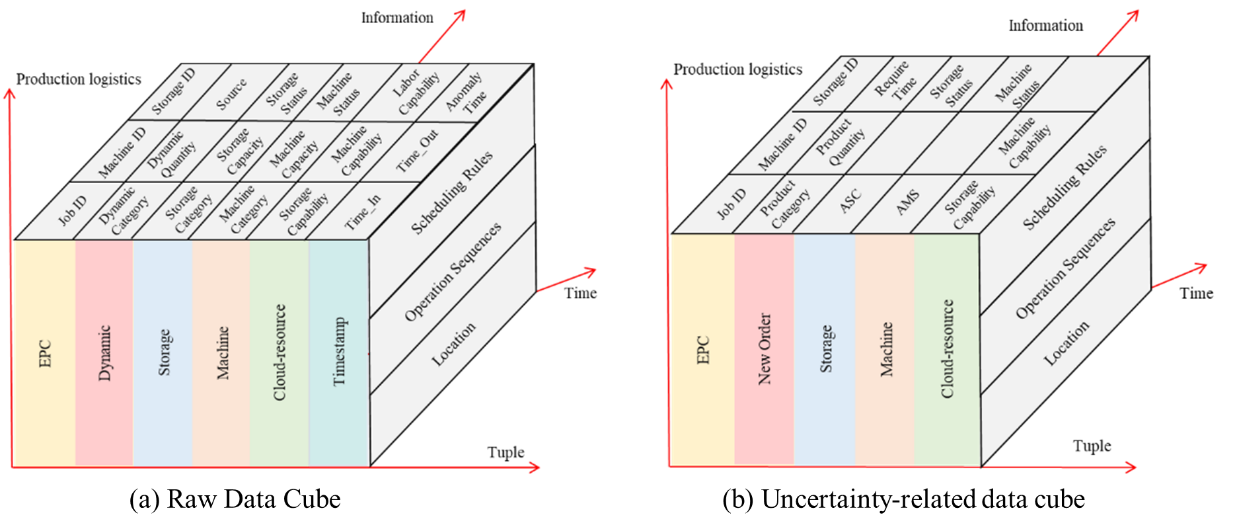 Information
Production logistics
Storage ID
Source
Storage
Status
Machine
Status
Labor
Capability
Anomaly
Time
Machine ID
Dynamic
Quantity
Storage
Capacity
Machine
Capacity
Machine
Capability
Time_Out
Job ID
Dynamic
Category
Storage
Category
Machine
Category
Storage
Capability
Time_In
Scheduling Rules
Operation Sequences
Location
Time
EPC
Dynamic
Storage
Machine
Cloud-resource
Timestamp
Tuple
(a) Raw Data Cube
Information
Production logistics
Storage ID
Require
Time
Storage
Status
Machine
Status
Machine ID
Product
Quantity
Machine
Capability
Job ID
Product
Category
ASC
AMS
Storage
Capability
Scheduling Rules
Operation Sequences
Location
Time
EPC
New Order
Storage
Machine
Cloud-resource
Tuple
(b) Uncertainty-related data cube